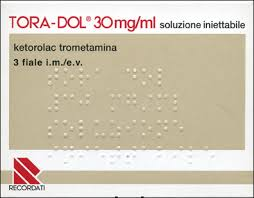 TORA-DOL® 30mg/ml soluzione iniettabile
ketorolac trometamina
3 fiale i.m./e.v.
RECORDATI